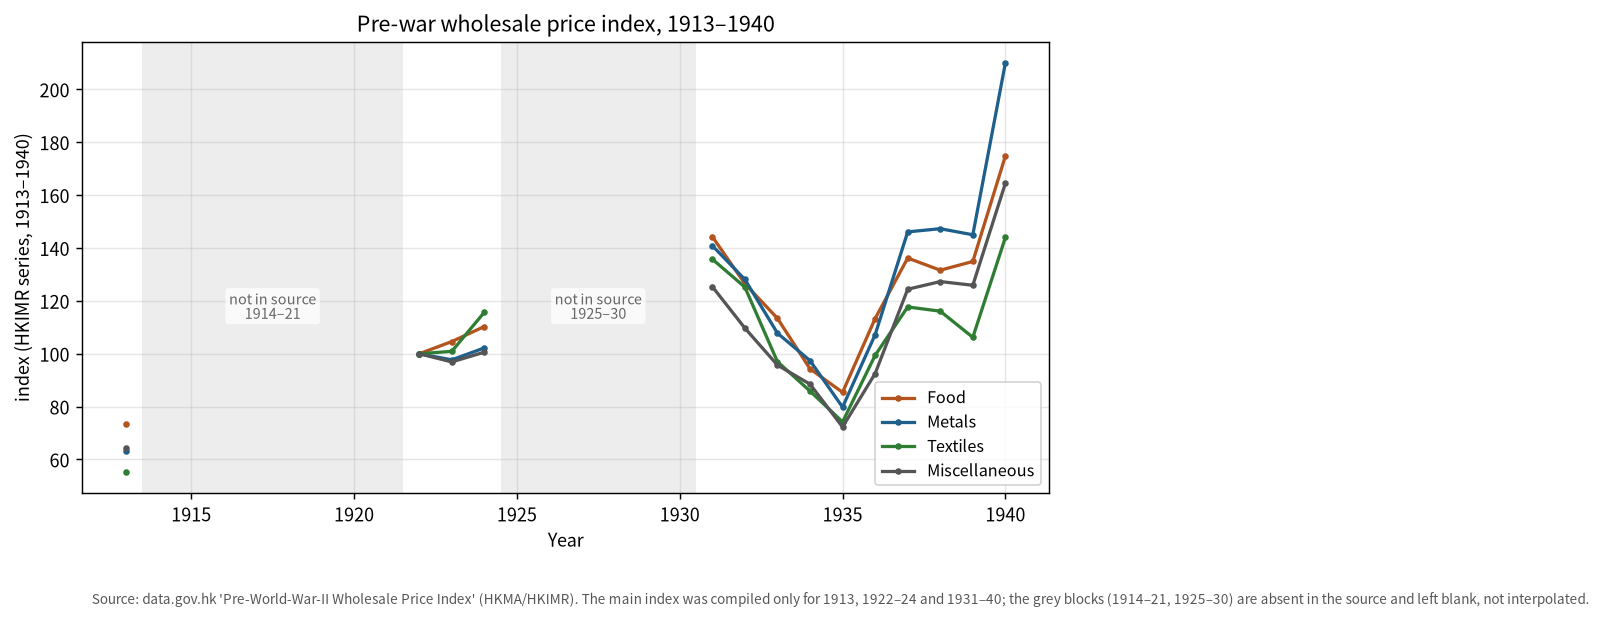 Pre-war wholesale price index, 1913–1940
index (HKIMR series, 1913–1940)
200
180
160
140
120
100
80
60
not in source
1914–21
not in source
1925–30
Food
Metals
Textiles
Miscellaneous
1915
1920
1925
1930
1935
1940
Year
Source: data.gov.hk 'Pre-World-War-II Wholesale Price Index' (HKMA/HKIMR). The main index was compiled only for 1913, 1922–24 and 1931–40; the grey blocks (1914–21, 1925–30) are absent in the source and left blank, not interpolated.